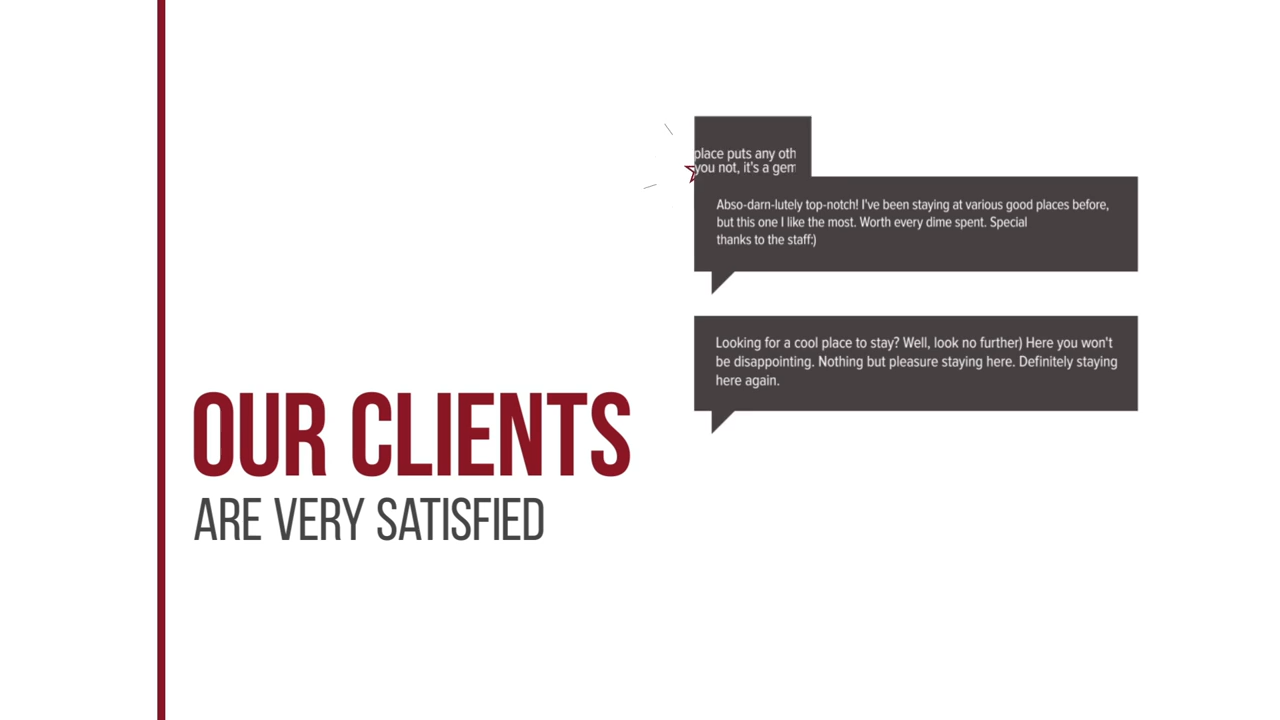 place puts any oth
you not, it's a gem
Abso-darn-lutely top-notch! I've been staying at various good places before,
but this one I like the most. Worth every dime spent. Special
thanks to the staff:)
Looking for a cool place to stay? Well, look no further) Here you won't
be disappointing. Nothing but pleasure staying here. Definitely staying
here again.
OUR CLIENTS
ARE VERY SATISFIED